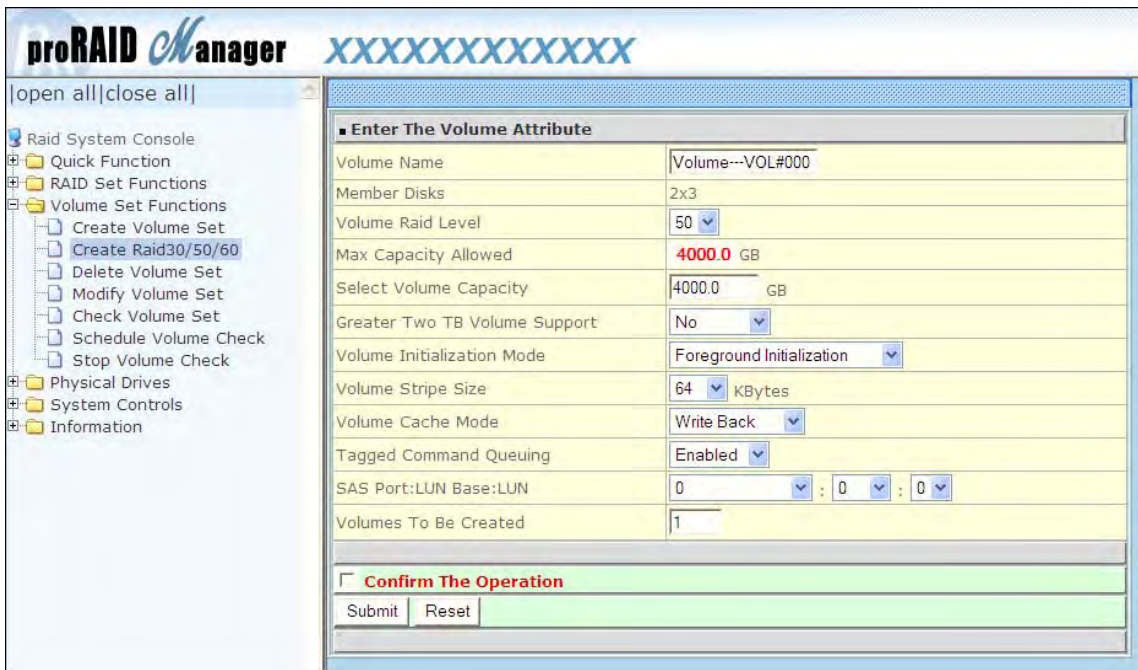 proRAID Manager XXXXXXXXXXXXX
|open all|close all|
Raid System Console
Quick Function
RAID Set Functions
Volume Set Functions
Create Volume Set
Create Raid30/50/60
Delete Volume Set
Modify Volume Set
Check Volume Set
Schedule Volume Check
Stop Volume Check
Physical Drives
System Controls
Information
Enter The Volume Attribute
Volume Name Volume---VOL#000
Member Disks 2x3
Volume Raid Level 50
Max Capacity Allowed 4000.0 GB
Select Volume Capacity 4000.0 GB
Greater Two TB Volume Support No
Volume Initialization Mode Foreground Initialization
Volume Stripe Size 64 KBytes
Volume Cache Mode Write Back
Tagged Command Queuing Enabled
SAS Port:LUN Base:LUN 0 : 0 : 0
Volumes To Be Created 1
Confirm The Operation
Submit Reset